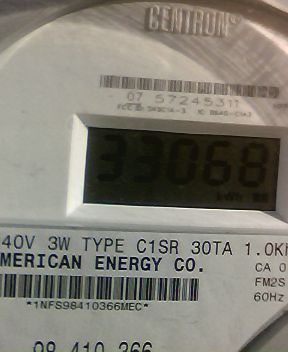 CENTRON®
07 57245311
33068
40V 3W TYPE C1SR 30TA 1.0K
MERICAN ENERGY CO.
CA 0
FM2S
*1NFS98410366MEC*
60Hz
98 410 366